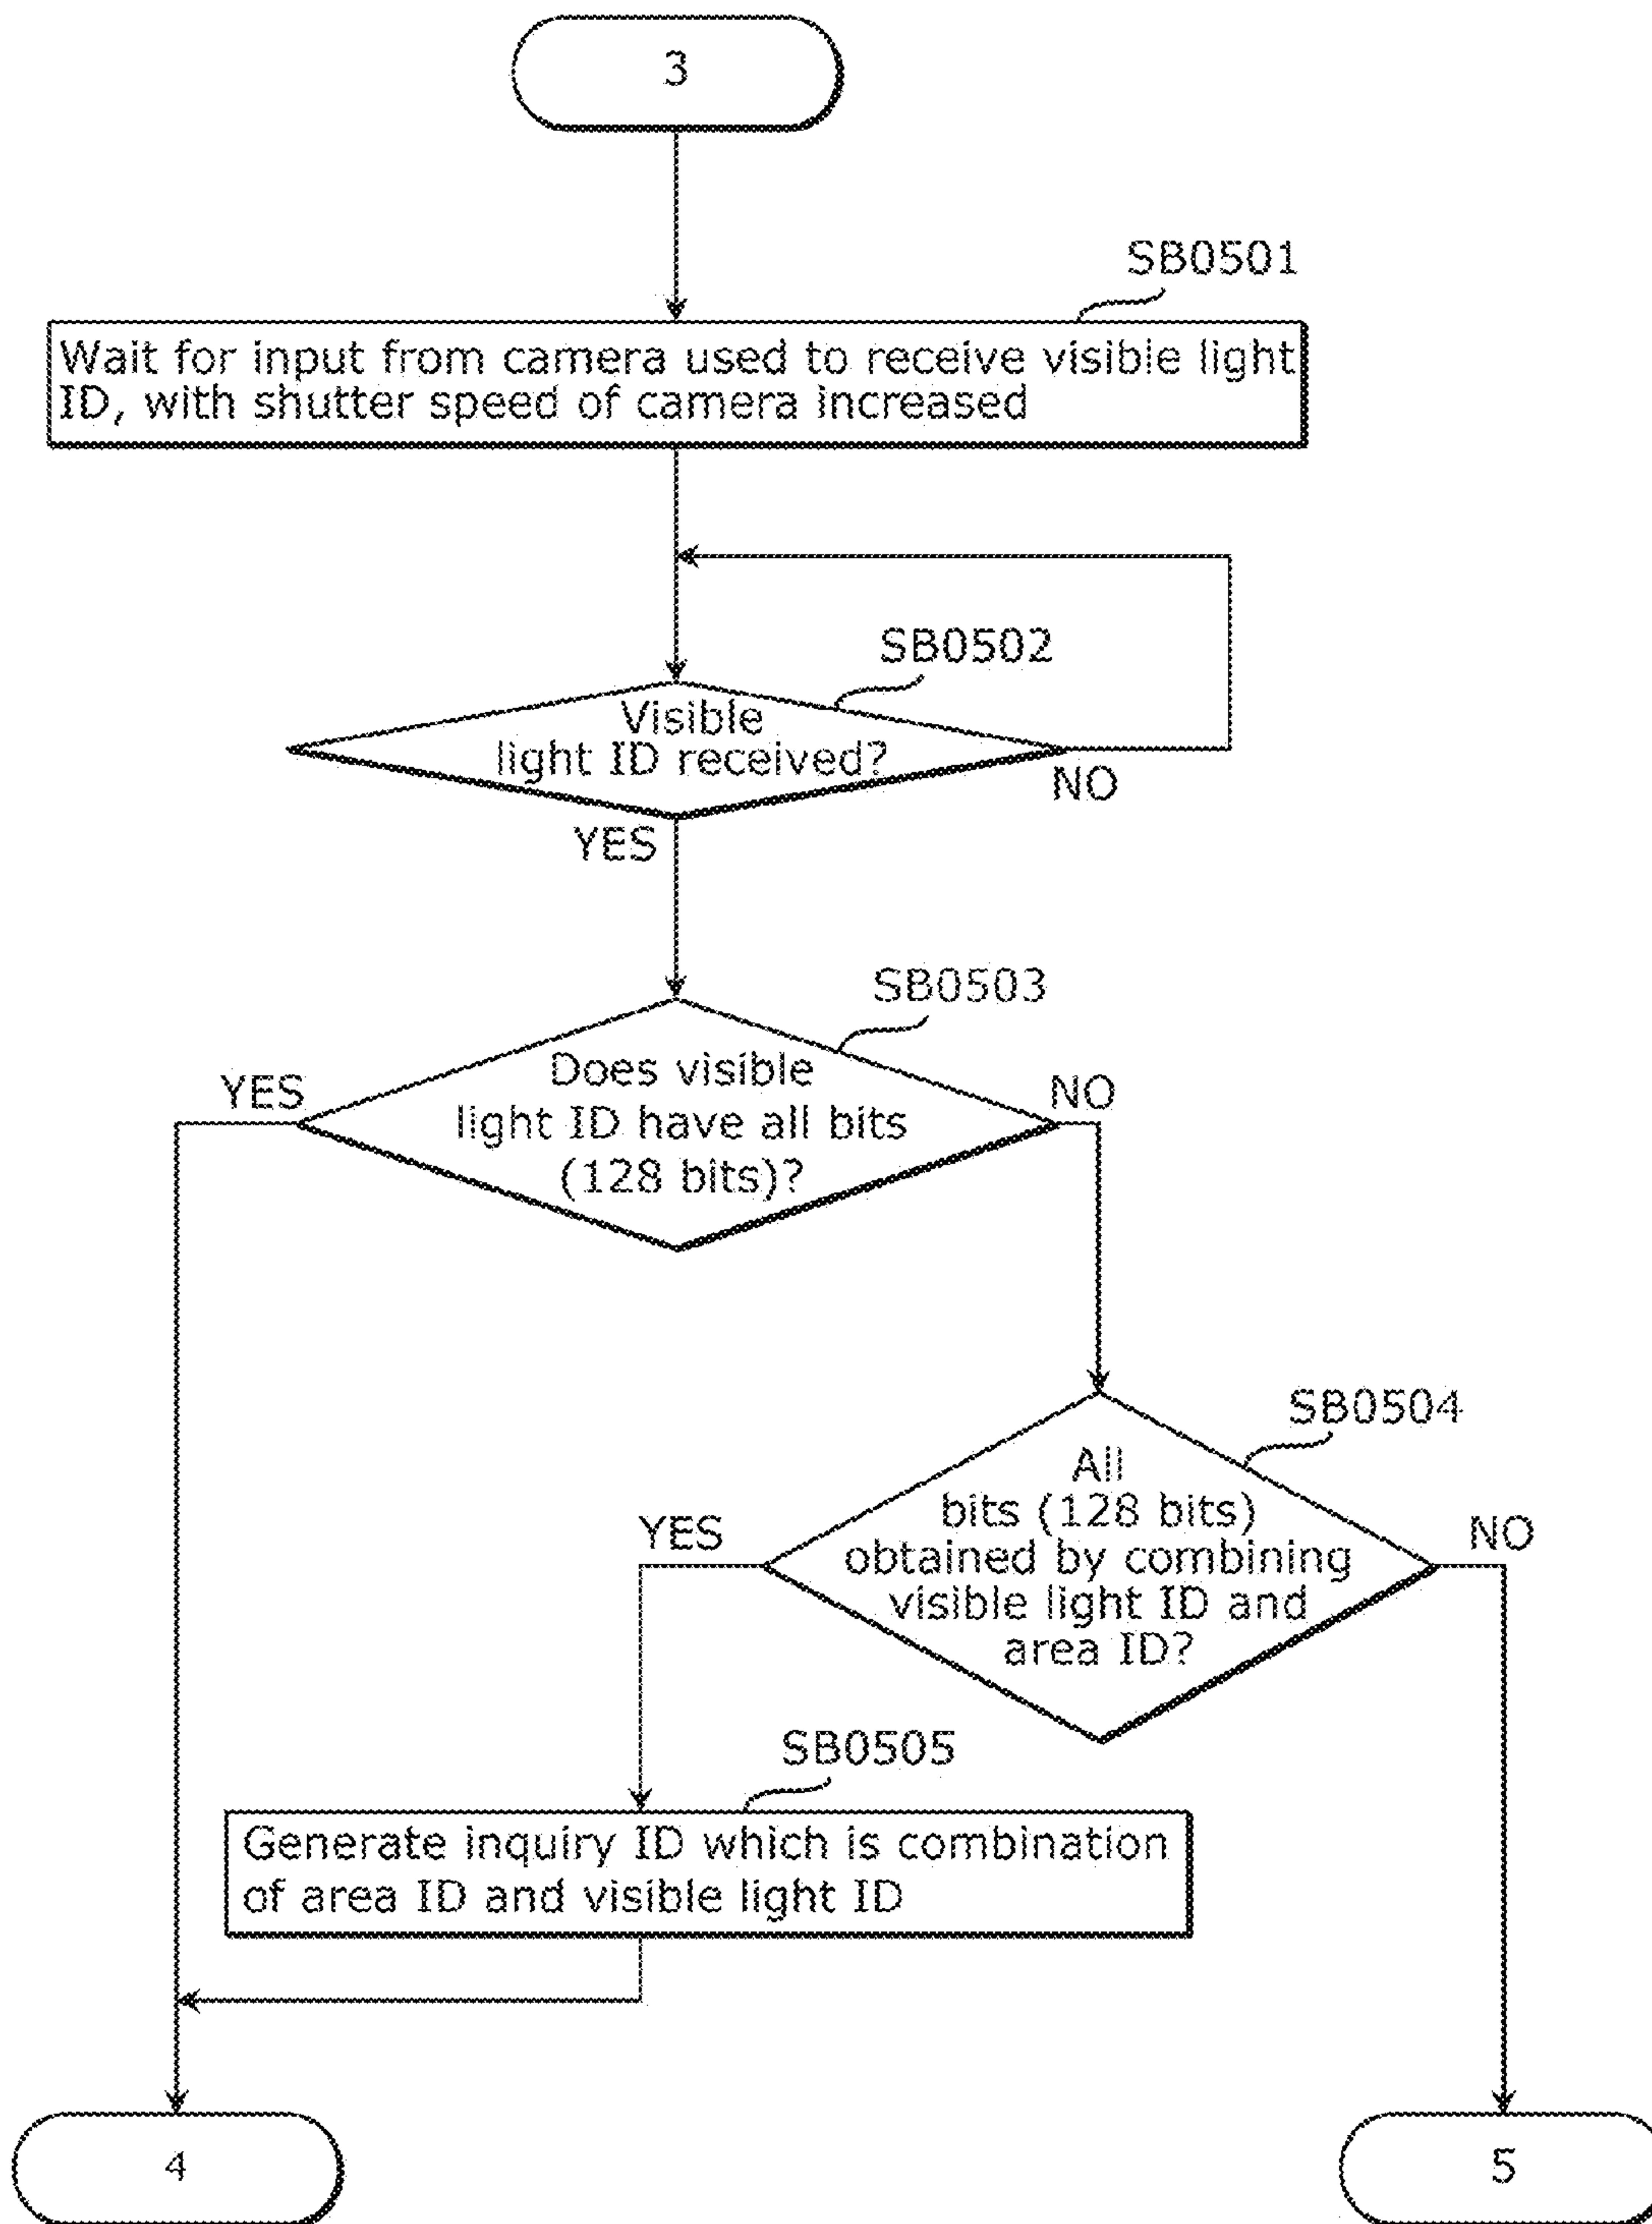 3
SB0501
Wait for input from camera used to receive visible light
ID, with shutter speed of camera increased
SB0502
Visible
light ID received?
NO
YES
SB0503
YES
NO
Does visible
light ID have all bits
(128 bits)?
SB0504
YES
NO
All
bits (128 bits)
obtained by combining
visible light ID and
area ID?
SB0505
Generate inquiry ID which is combination
of area ID and visible light ID
4
5